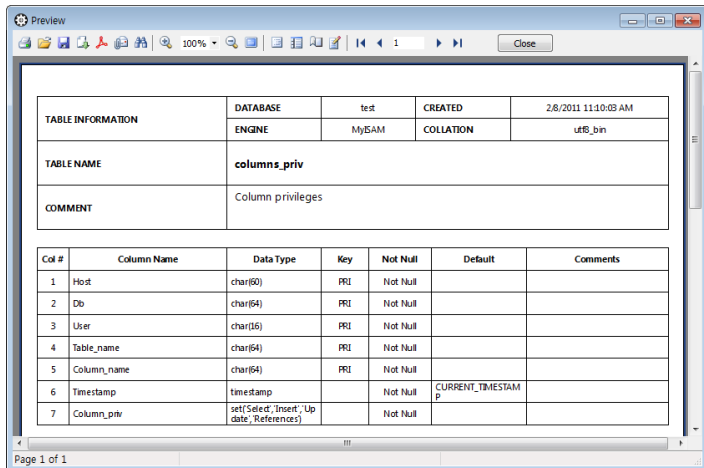 Preview
100% 1 Close
TABLE INFORMATION DATABASE test CREATED 2/8/2011 11:10:03 AM
ENGINE MyISAM COLLATION utf8_bin
TABLE NAME columns_priv
COMMENT Column privileges
Col # Column Name Data Type Key Not Null Default Comments
1 Host char(60) PRI Not Null
2 Db char(64) PRI Not Null
3 User char(16) PRI Not Null
4 Table_name char(64) PRI Not Null
5 Column_name char(64) PRI Not Null
6 Timestamp timestamp Not Null CURRENT_TIMESTAM
P
7 Column_priv set('Select','Insert','Up
date','References') Not Null
Page 1 of 1